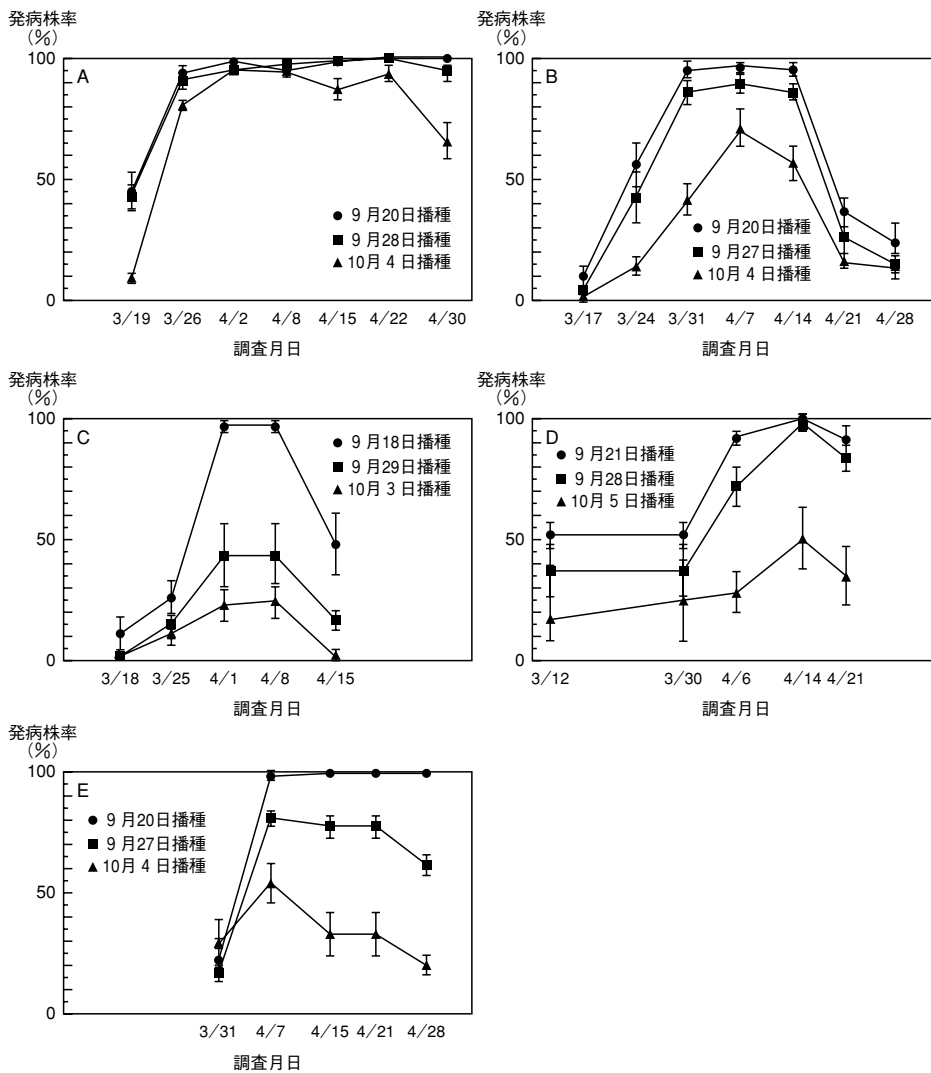 発病株率
(%)
100
50
0
A
● 9月20日播種
■ 9月28日播種
▲ 10月4日播種
3/19 3/26 4/2 4/8 4/15 4/22 4/30
調査月日
発病株率
(%)
100
50
0
B
● 9月20日播種
■ 9月27日播種
▲ 10月4日播種
3/17 3/24 3/31 4/7 4/14 4/21 4/28
調査月日
発病株率
(%)
100
50
0
C
● 9月18日播種
■ 9月29日播種
▲ 10月3日播種
3/18 3/25 4/1 4/8 4/15
調査月日
発病株率
(%)
100
50
0
D
● 9月21日播種
■ 9月28日播種
▲ 10月5日播種
3/12 3/30 4/6 4/14 4/21
調査月日
発病株率
(%)
100
50
0
E
● 9月20日播種
■ 9月27日播種
▲ 10月4日播種
3/31 4/7 4/15 4/21 4/28
調査月日